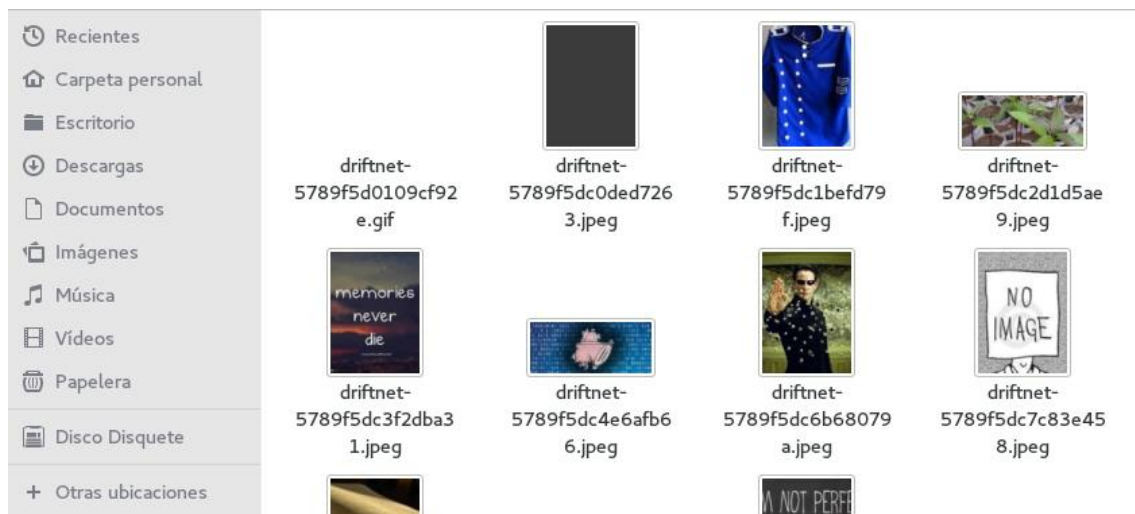 Recientes
Carpeta personal
Escritorio
Descargas
Documentos
Imágenes
Música
Vídeos
Papelera
Disco Disquete
+ Otras ubicaciones
driftnet-
5789f5d0109cf92
e.gif
driftnet-
5789f5dc0ded726
3.jpeg
driftnet-
5789f5dc1befd79
f.jpeg
driftnet-
5789f5dc2d1d5ae
9.jpeg
memories
never
die
driftnet-
5789f5dc3f2dba3
1.jpeg
driftnet-
5789f5dc4e6afb6
6.jpeg
driftnet-
5789f5dc6b68079
a.jpeg
NO
IMAGE
driftnet-
5789f5dc7c83e45
8.jpeg
NOT